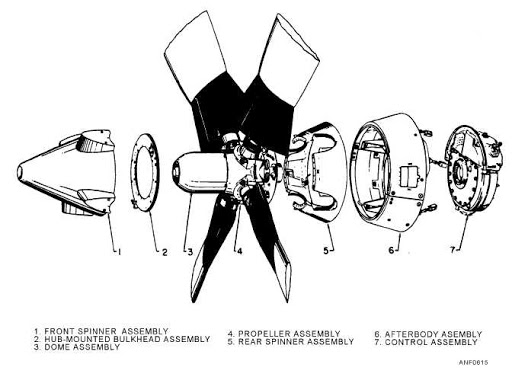 1 2 3 4 5 6 7
1. FRONT SPINNER ASSEMBLY
2. HUB-MOUNTED BULKHEAD ASSEMBLY
3. DOME ASSEMBLY
4. PROPELLER ASSEMBLY
5. REAR SPINNER ASSEMBLY
6. AFTERBODY ASEMBLY
7. CONTROL ASSEMBLY
ANF0615